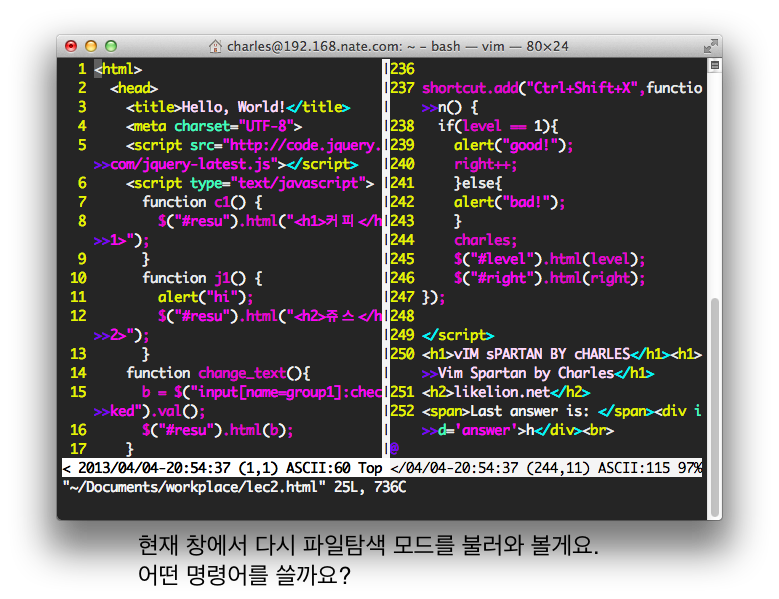 charles@192.168.nate.com: ~ – bash — vim — 80×24
1 <html>
2   <head>
3     <title>Hello, World!</title>
4     <meta charset="UTF-8">
5     <script src="http://code.jquery.
>>com/jquery-latest.js"></script>
6     <script type="text/javascript">
7       function c1() {
8         $("#resu").html("<h1>커피</h
>>1>");
9       }
10       function j1() {
11         alert("hi");
12         $("#resu").html("<h2>쥬스</h
>>2>");
13       }
14     function change_text(){
15       b = $("input[name=group1]:chec
>>ked").val();
16       $("#resu").html(b);
17     }
< 2013/04/04-20:54:37 (1,1) ASCII:60 Top
236
237 shortcut.add("Ctrl+Shift+X",functio
>>n() {
238   if(level == 1){
239     alert("good!");
240     right++;
241     }else{
242     alert("bad!");
243     }
244     charles;
245     $("#level").html(level);
246     $("#right").html(right);
247 });
248
249 </script>
250 <h1>vIM sPARTAN BY cHARLES</h1><h1>
>>Vim Spartan by Charles</h1>
251 <h2>likelion.net</h2>
252 <span>Last answer is: </span><div i
>>d='answer'>h</div><br>
@
</04/04-20:54:37 (244,11) ASCII:115 97%
"~/Documents/workplace/lec2.html" 25L, 736C
현재 창에서 다시 파일탐색 모드를 불러와 볼게요.
어떤 명령어를 쓸까요?